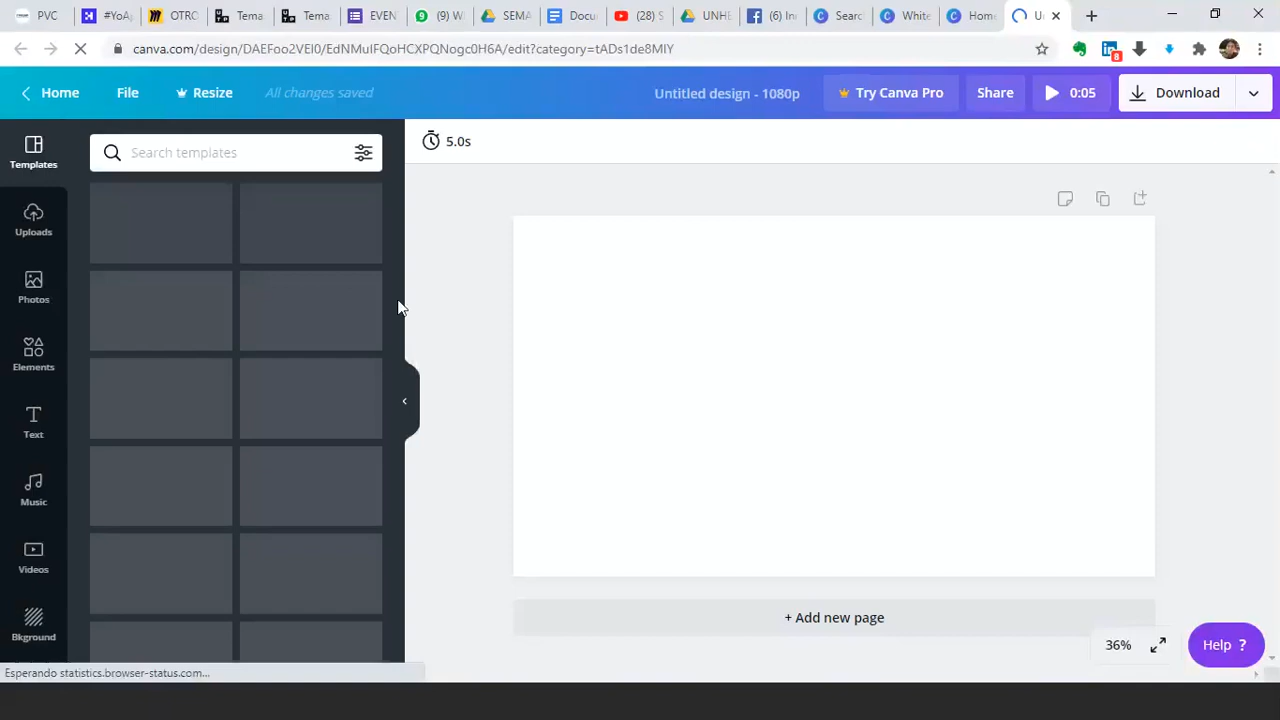 PVC
#YoA
OTRO
Tema
Tema
EVEN
(9) W
SEMA
Docu
(28) S
UNHE
(6) In
Searc
White
Home
canva.com/design/DAEFoo2VEI0/EdNMuIFQoHCXPQNogc0H6A/edit?category=tADs1de8MIY
8
Home
File
Resize
All changes saved
Untitled design - 1080p
Try Canva Pro
Share
0:05
Download
Templates
Search templates
5.0s
Uploads
Photos
Elements
Text
Music
Videos
Bkground
+ Add new page
36%
Help ?
Esperando statistics.browser-status.com...